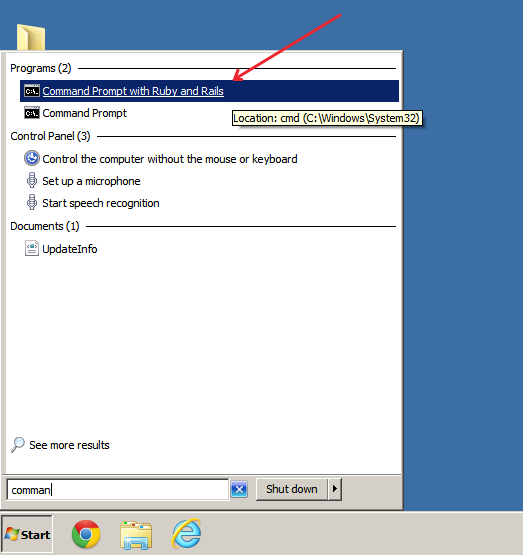 Programs (2)
Command Prompt with Ruby and Rails
Command Prompt
Location: cmd (C:\Windows\System32)
Control Panel (3)
Control the computer without the mouse or keyboard
Set up a microphone
Start speech recognition
Documents (1)
UpdateInfo
See more results
comman
Shut down
Start